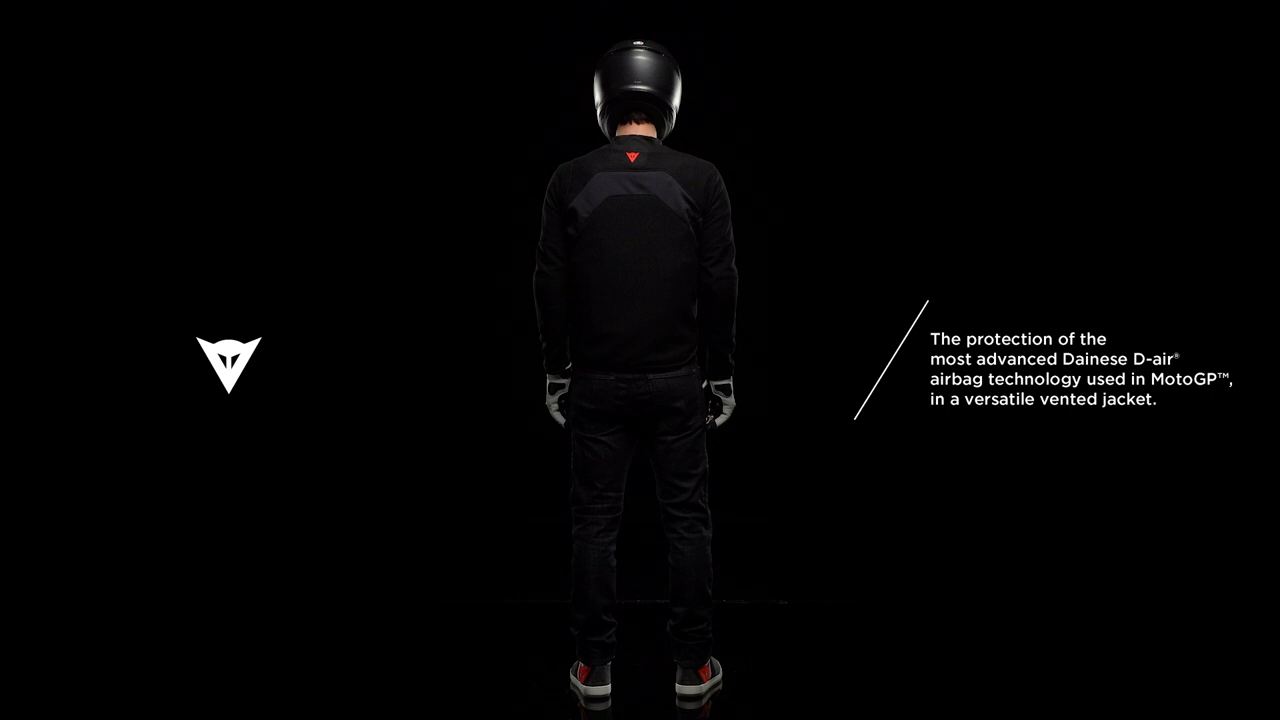 The protection of the
most advanced Dainese D-air®
airbag technology used in MotoGP™,
in a versatile vented jacket.